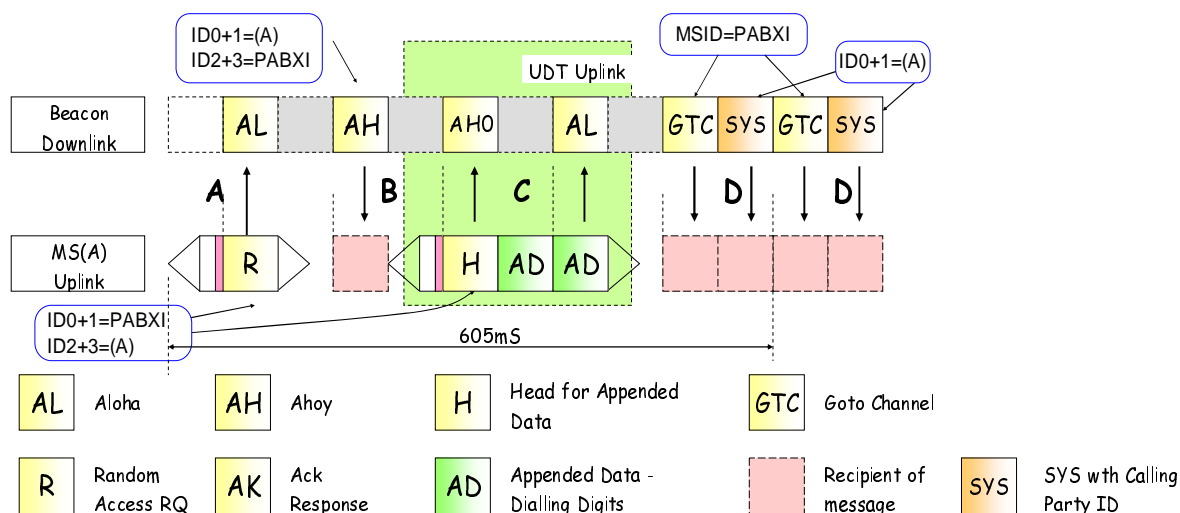 ID0+1=(A)
ID2+3=PABXI
MSID=PABXI
ID0+1=(A)
UDT Uplink
Beacon
Downlink
AL
AH
AH0
AL
GTC
SYS
GTC
SYS
A
B
C
D
D
MS(A)
Uplink
R
H
AD
AD
ID0+1=PABXI
ID2+3=(A)
605mS
AL
Aloha
AH
Ahoy
H
Head for Appended
Data
GTC
Goto Channel
R
Random
Access RQ
AK
Ack
Response
AD
Appended Data -
Dialling Digits
Recipient of
message
SYS
SYS wth Calling
Party ID